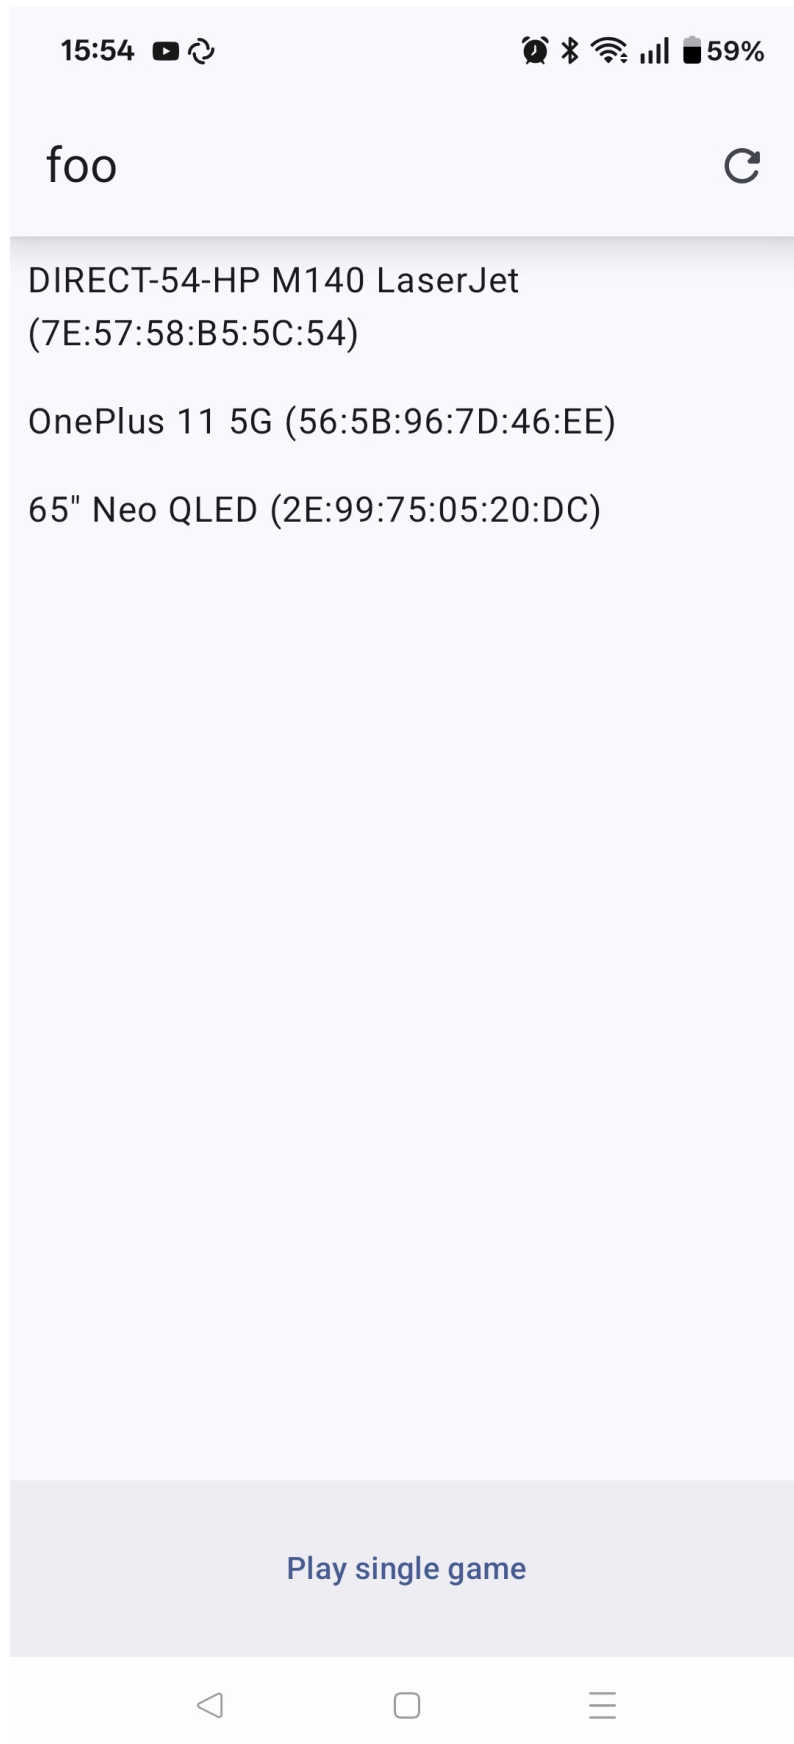 15:54
59%
foo
DIRECT-54-HP M140 LaserJet
(7E:57:58:B5:5C:54)
OnePlus 11 5G (56:5B:96:7D:46:EE)
65" Neo QLED (2E:99:75:05:20:DC)
Play single game